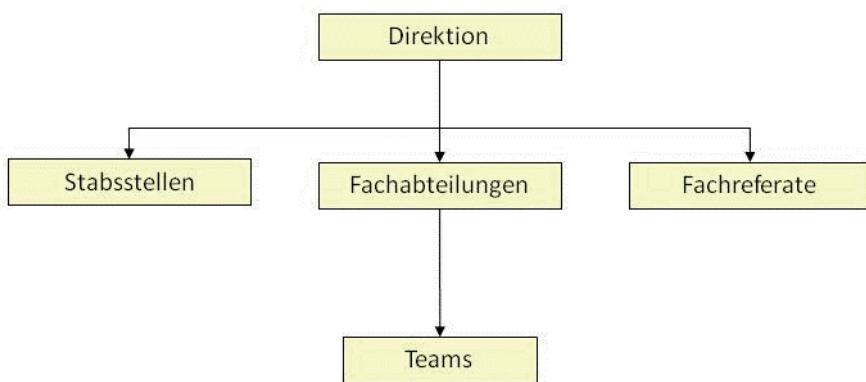 Direktion
Stabsstellen
Fachabteilungen
Fachreferate
Teams